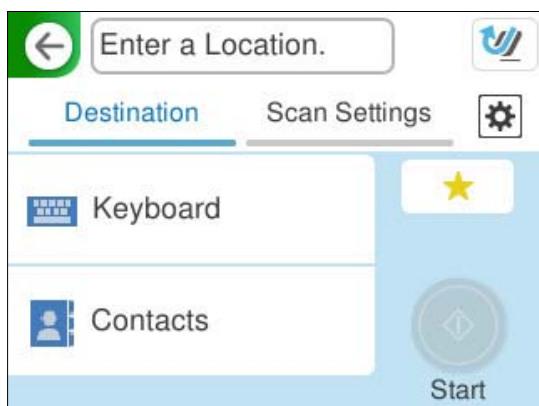 Enter a Location.
Destination Scan Settings
Keyboard
Contacts
Start